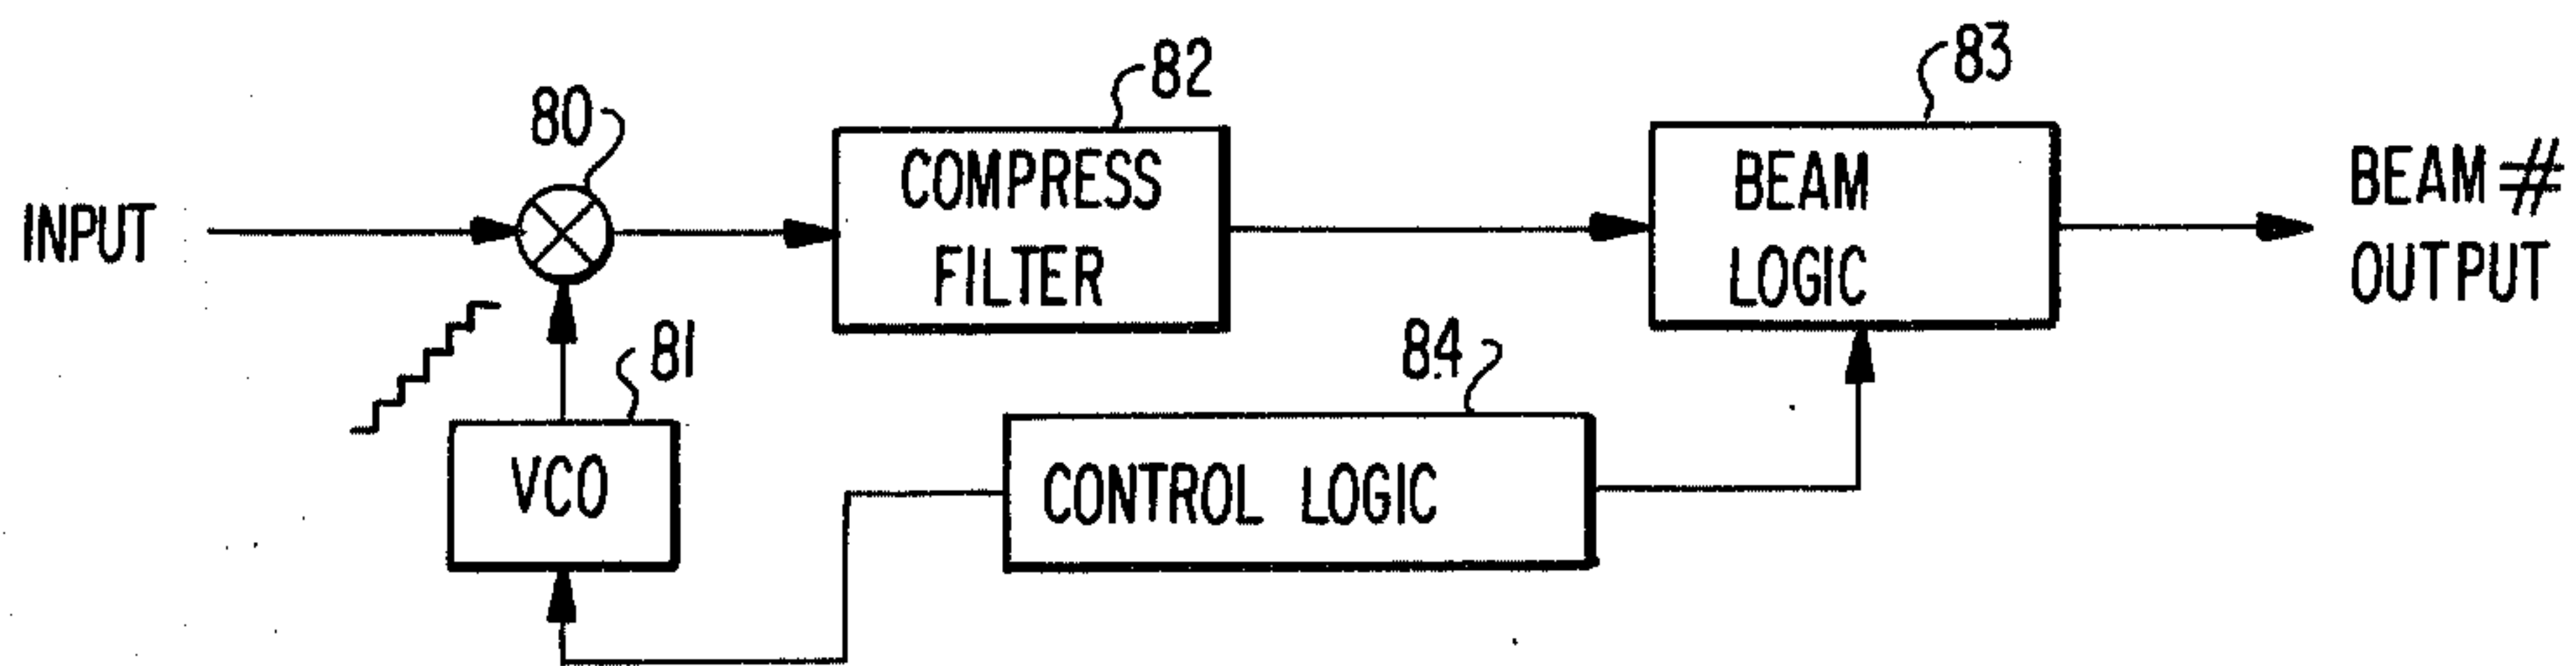 INPUT
80
81
VCO
82
COMPRESS
FILTER
83
BEAM
LOGIC
84
CONTROL LOGIC
BEAM #
OUTPUT